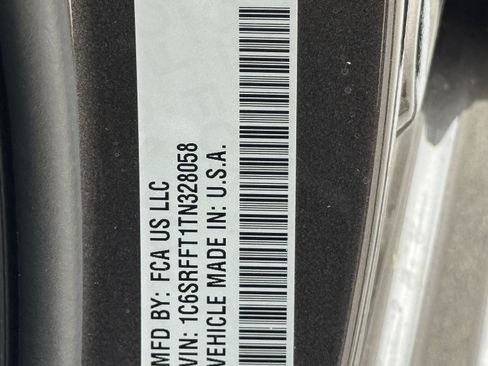 MFD BY: FCA US LLC
VIN: 1C6SRFFT1TN328058
VEHICLE MADE IN: U.S.A.